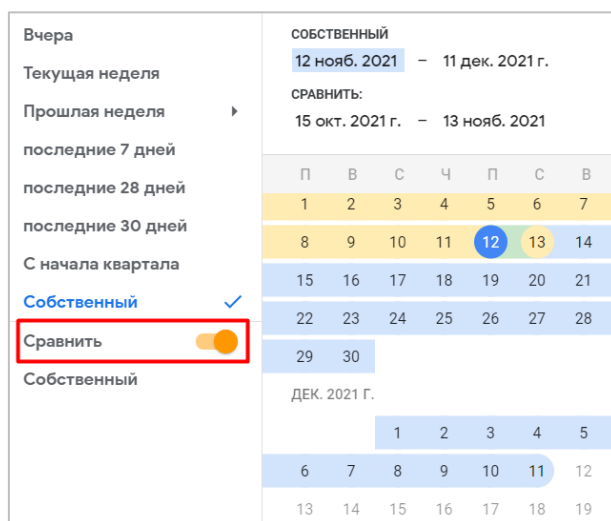 Вчера
Текущая неделя
Прошлая неделя
последние 7 дней
последние 28 дней
последние 30 дней
С начала квартала
Собственный
Сравнить
Собственный
СОБСТВЕННЫЙ
12 нояб. 2021 – 11 дек. 2021 г.
СРАВНИТЬ:
15 окт. 2021 г. – 13 нояб. 2021
П В С Ч П С В
1 2 3 4 5 6 7
8 9 10 11 12 13 14
15 16 17 18 19 20 21
22 23 24 25 26 27 28
29 30
ДЕК. 2021 Г.
1 2 3 4 5
6 7 8 9 10 11 12
13 14 15 16 17 18 19